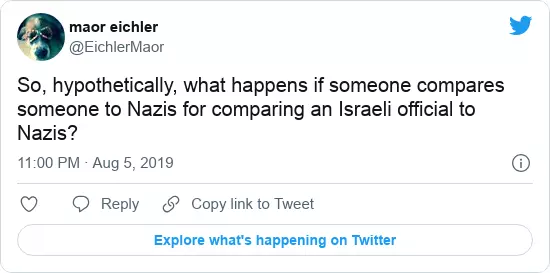 maor eichler
@EichlerMaor
So, hypothetically, what happens if someone compares
someone to Nazis for comparing an Israeli official to
Nazis?
11:00 PM · Aug 5, 2019
Reply Copy link to Tweet
Explore what's happening on Twitter